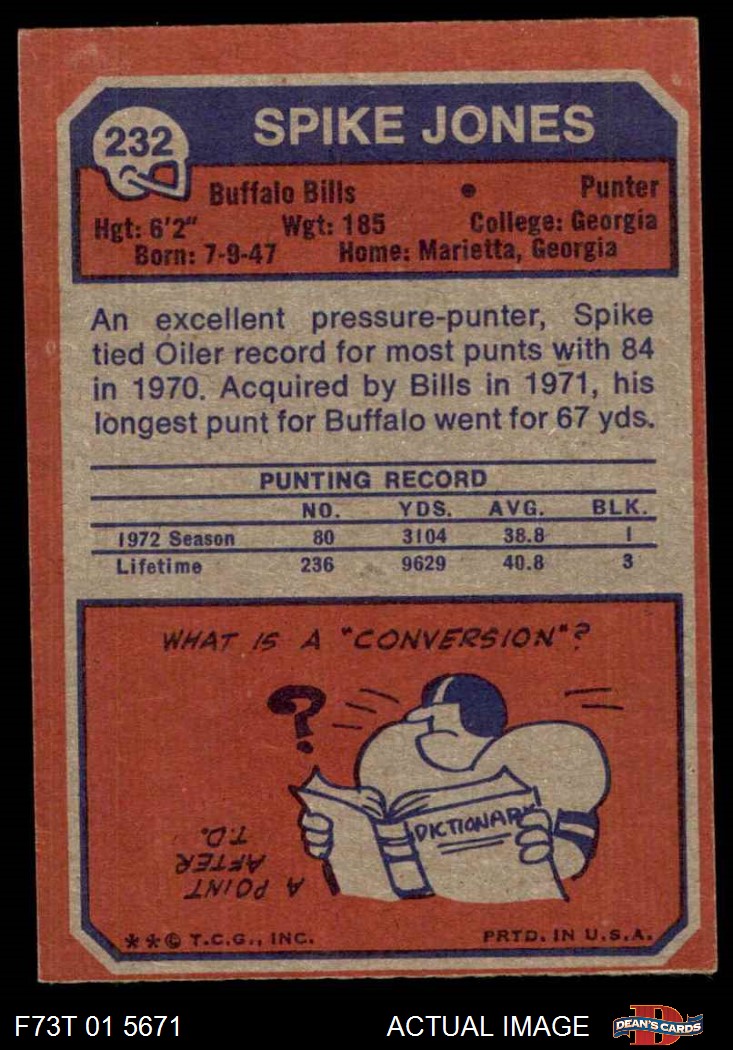 232
SPIKE JONES
Buffalo Bills • Punter
Hgt: 6'2" Wgt: 185 College: Georgia
Born: 7-9-47 Home: Marietta, Georgia
An excellent pressure-punter, Spike
tied Oiler record for most punts with 84
in 1970. Acquired by Bills in 1971, his
longest punt for Buffalo went for 67 yds.
PUNTING RECORD
NO. YDS. AVG. BLK.
1972 Season 80 3104 38.8 1
Lifetime 236 9629 40.8 3
WHAT IS A "CONVERSION"?
?
DICTIONARY
A POINT
AFTER
T.D.
**© T.C.G., INC. PRTD. IN U.S.A.
F73T 01 5671 ACTUAL IMAGE
D
DEAN'S CARDS